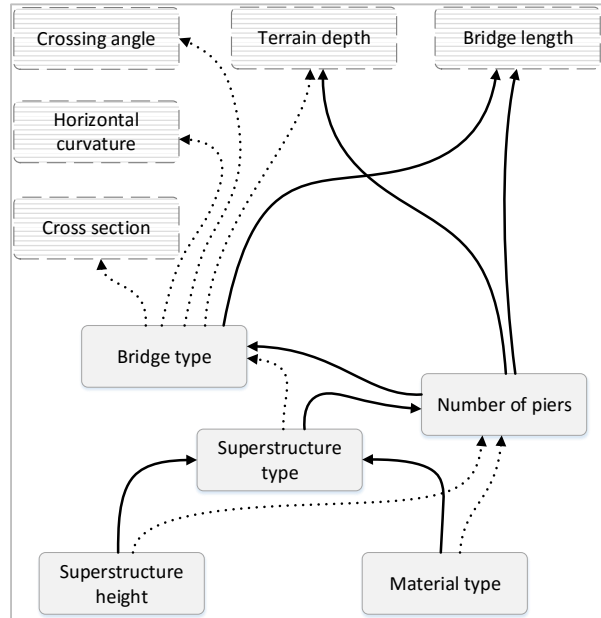 Crossing angle
Terrain depth
Bridge length
Horizontal
curvature
Cross section
Bridge type
Number of piers
Superstructure
type
Superstructure
height
Material type